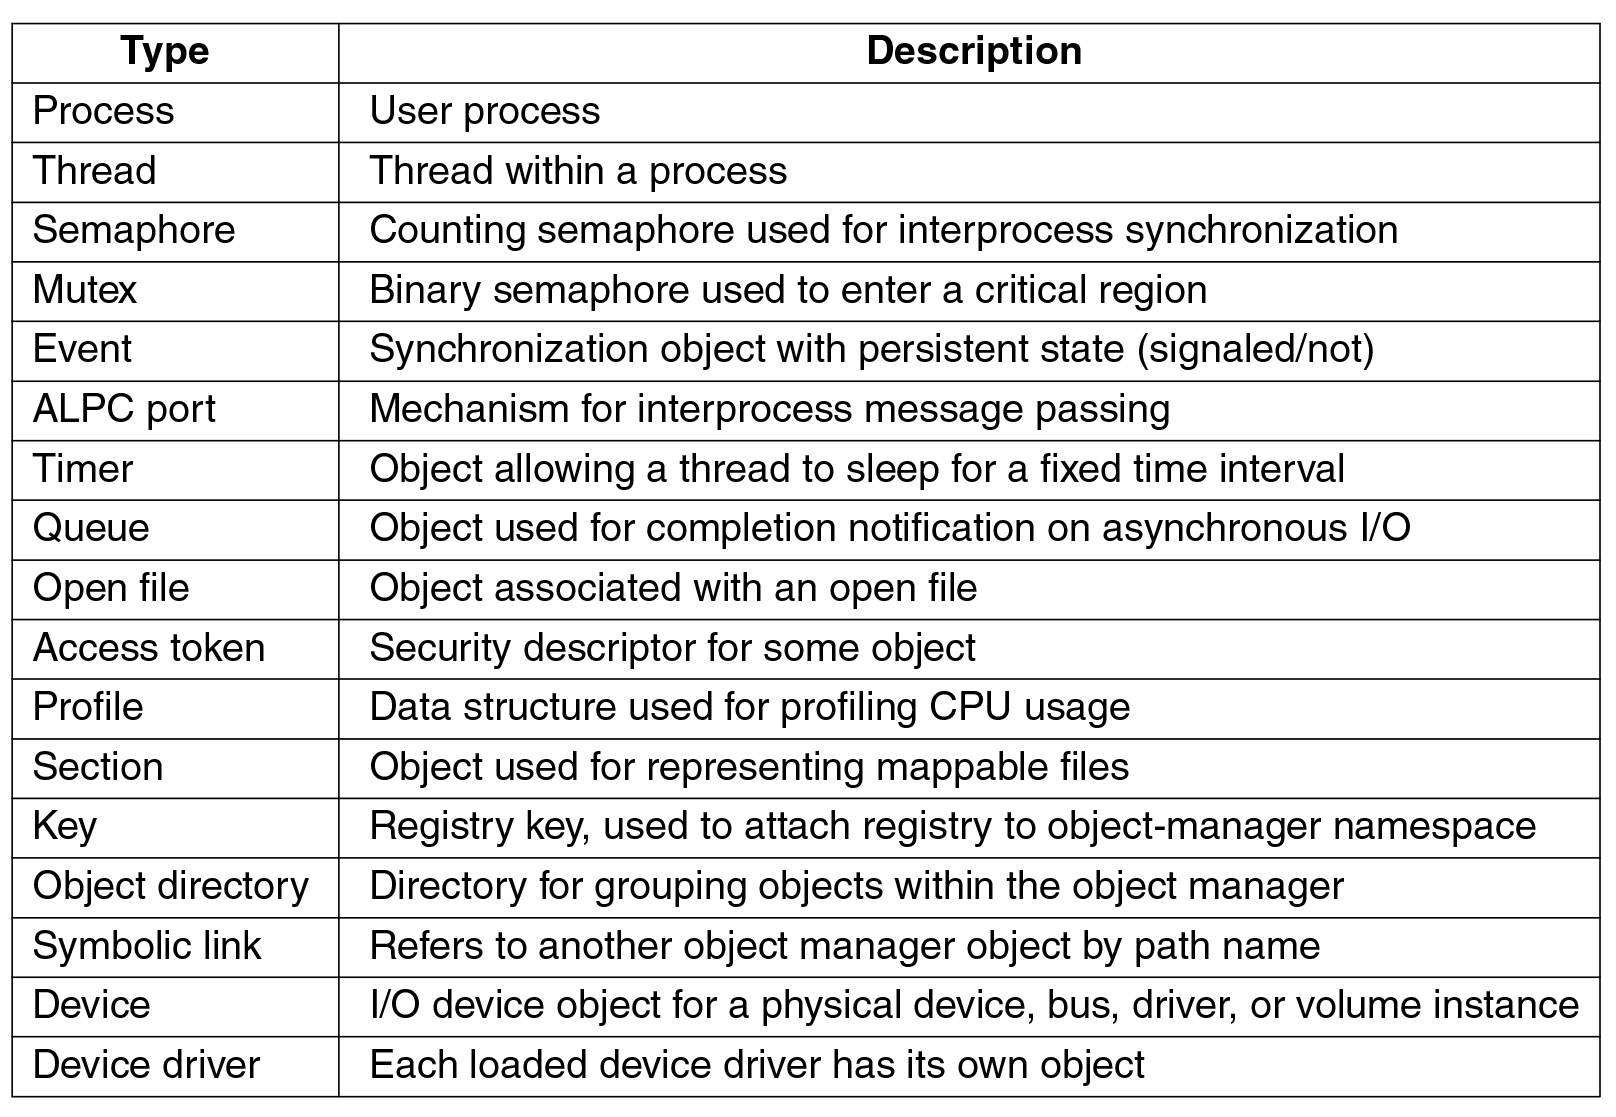 Type Description
Process User process
Thread Thread within a process
Semaphore Counting semaphore used for interprocess synchronization
Mutex Binary semaphore used to enter a critical region
Event Synchronization object with persistent state (signaled/not)
ALPC port Mechanism for interprocess message passing
Timer Object allowing a thread to sleep for a fixed time interval
Queue Object used for completion notification on asynchronous I/O
Open file Object associated with an open file
Access token Security descriptor for some object
Profile Data structure used for profiling CPU usage
Section Object used for representing mappable files
Key Registry key, used to attach registry to object-manager namespace
Object directory Directory for grouping objects within the object manager
Symbolic link Refers to another object manager object by path name
Device I/O device object for a physical device, bus, driver, or volume instance
Device driver Each loaded device driver has its own object